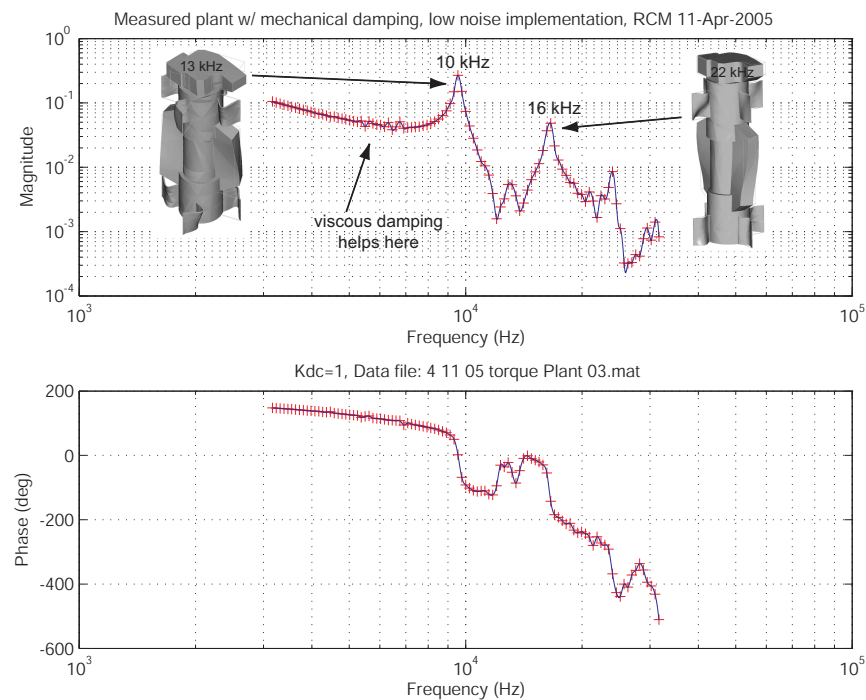 Measured plant w/ mechanical damping, low noise implementation, RCM 11-Apr-2005
10^0
10^-1
10^-2
10^-3
10^-4
Magnitude
13 kHz
10 kHz
16 kHz
22 kHz
viscous damping
helps here
10^3
10^4
10^5
Frequency (Hz)
Kdc=1, Data file: 4 11 05 torque Plant 03.mat
200
0
-200
-400
-600
Phase (deg)
10^3
10^4
10^5
Frequency (Hz)